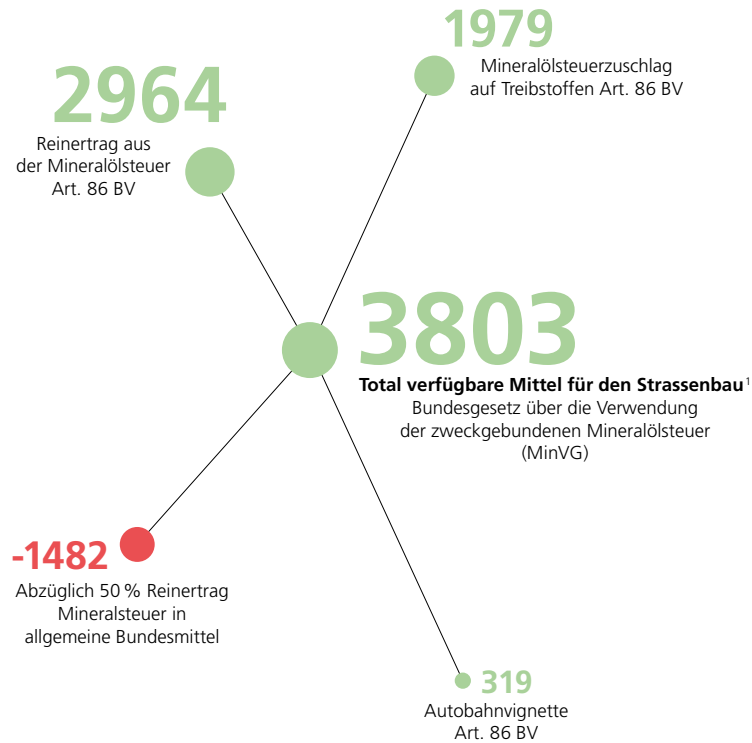 1979
Mineralölsteuerzuschlag
auf Treibstoffen Art. 86 BV
2964
Reinertrag aus
der Mineralölsteuer
Art. 86 BV
3803
Total verfügbare Mittel für den Strassenbau¹
Bundesgesetz über die Verwendung
der zweckgebundenen Mineralölsteuer
(MinVG)
-1482
Abzüglich 50 % Reinertrag
Mineralsteuer in
allgemeine Bundesmittel
319
Autobahnvignette
Art. 86 BV